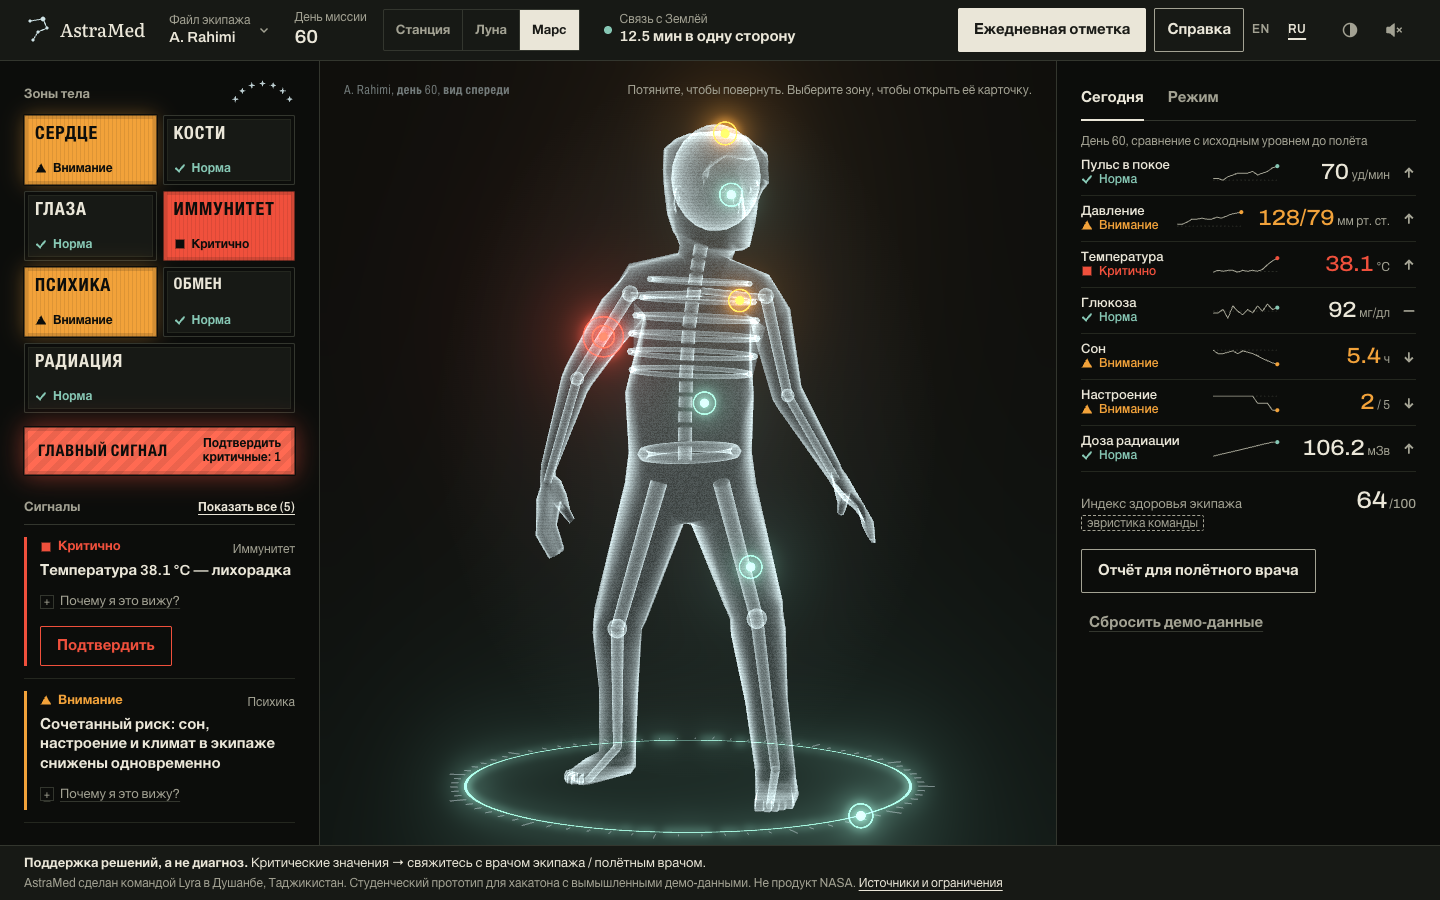 AstraMed
Файл экипажа
A. Rahimi
День миссии
60
Станция
Луна
Марс
Связь с Землёй
12.5 мин в одну сторону
Ежедневная отметка
Справка
EN
RU
Зоны тела
СЕРДЦЕ
Внимание
КОСТИ
Норма
ГЛАЗА
Норма
ИММУНИТЕТ
Критично
ПСИХИКА
Внимание
ОБМЕН
Норма
РАДИАЦИЯ
Норма
ГЛАВНЫЙ СИГНАЛ
Подтвердить
критичные: 1
Сигналы
Показать все (5)
Критично
Иммунитет
Температура 38.1 °C — лихорадка
Почему я это вижу?
Подтвердить
Внимание
Психика
Сочетанный риск: сон,
настроение и климат в экипаже
снижены одновременно
Почему я это вижу?
A. Rahimi, день 60, вид спереди
Потяните, чтобы повернуть. Выберите зону, чтобы открыть её карточку.
Сегодня
Режим
День 60, сравнение с исходным уровнем до полёта
Пульс в покое
Норма
70 уд/мин
Давление
Внимание
128/79 мм рт. ст.
Температура
Критично
38.1 °C
Глюкоза
Норма
92 мг/дл
Сон
Внимание
5.4 ч
Настроение
Внимание
2 / 5
Доза радиации
Норма
106.2 мЗв
Индекс здоровья экипажа
64 /100
эвристика команды
Отчёт для полётного врача
Сбросить демо-данные
Поддержка решений, а не диагноз. Критические значения → свяжитесь с врачом экипажа / полётным врачом.
AstraMed сделан командой Lyra в Душанбе, Таджикистан. Студенческий прототип для хакатона с вымышленными демо-данными. Не продукт NASA. Источники и ограничения